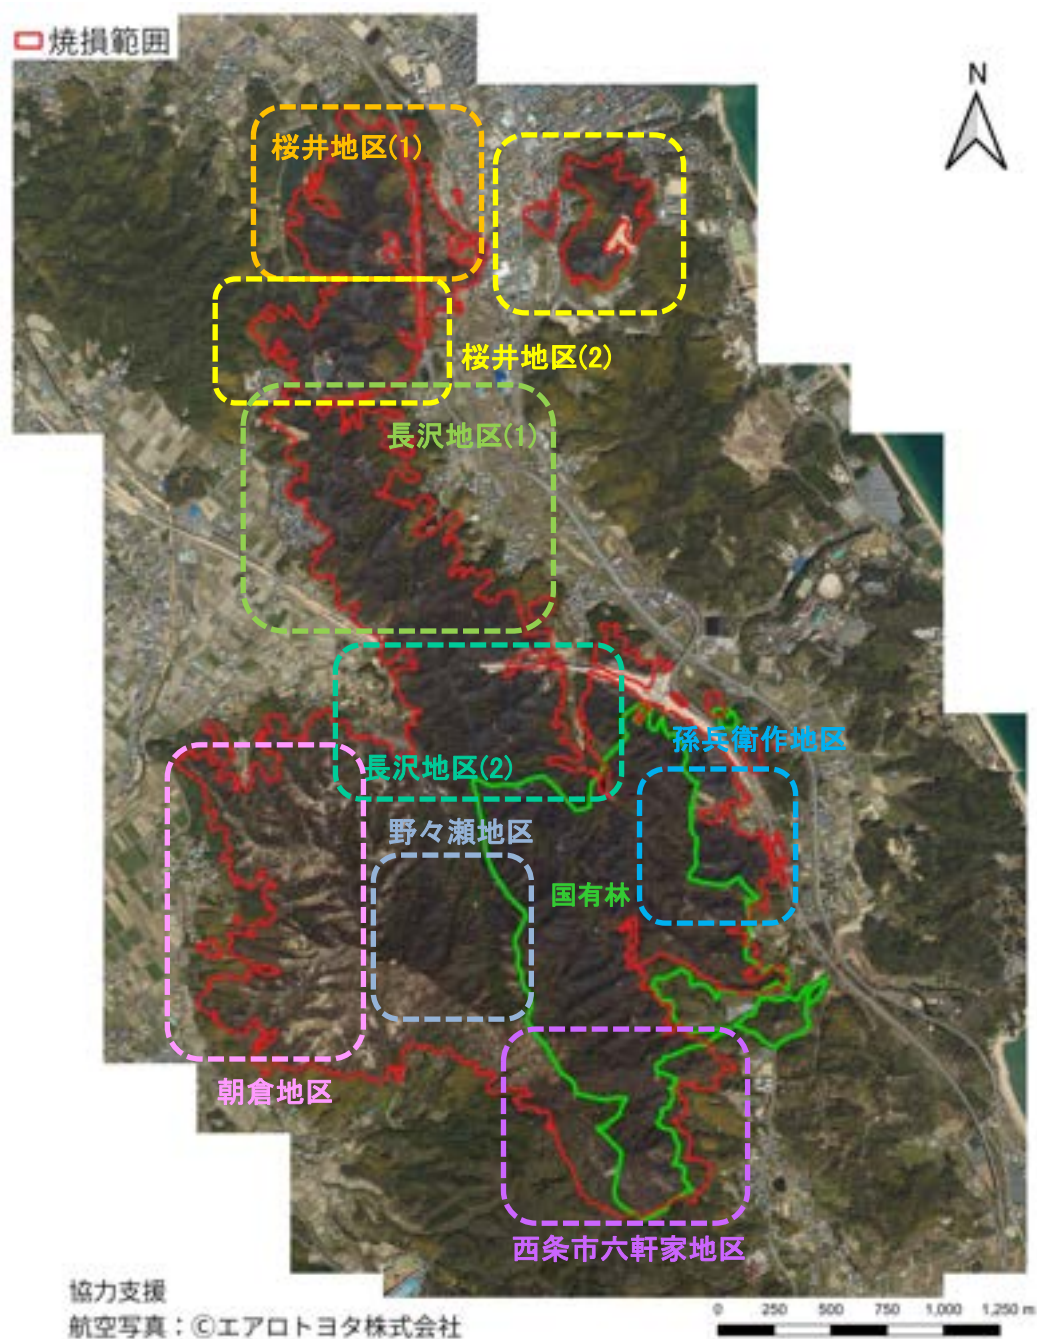 焼損範囲
N
桜井地区(1)
桜井地区(2)
長沢地区(1)
長沢地区(2)
孫兵衛作地区
野々瀬地区
国有林
朝倉地区
西条市六軒家地区
協力支援
航空写真：©エアロトヨタ株式会社
0 250 500 750 1,000 1,250 m